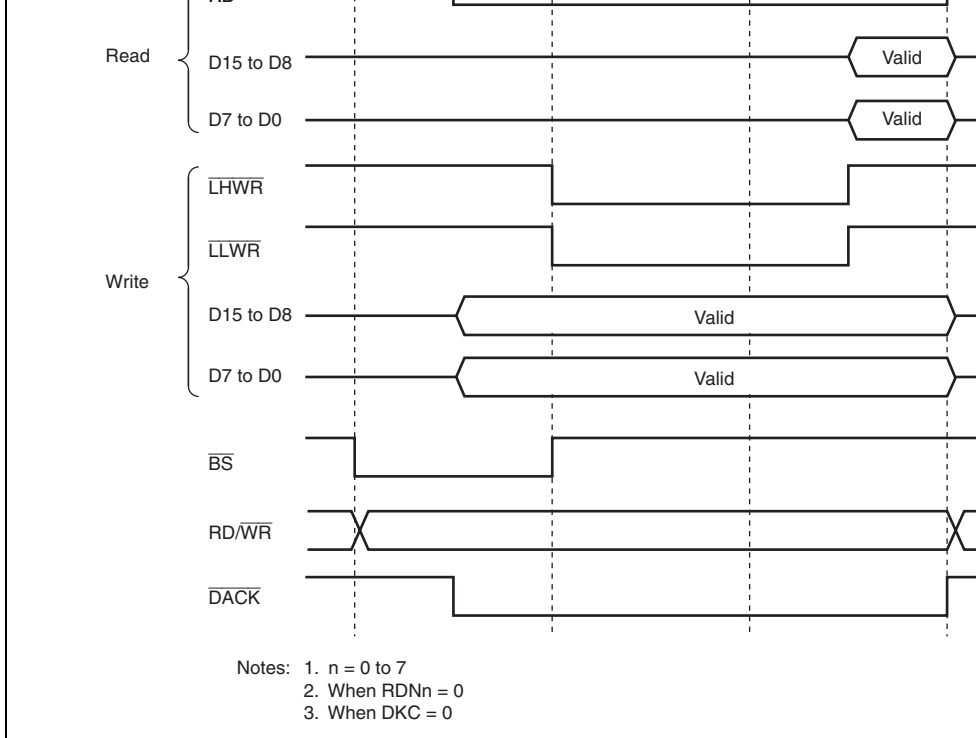 Read
D15 to D8
Valid
D7 to D0
Valid
LHWR
LLWR
Write
D15 to D8
Valid
D7 to D0
Valid
BS
RD/WR
DACK
Notes: 1. n = 0 to 7
2. When RDNn = 0
3. When DKC = 0